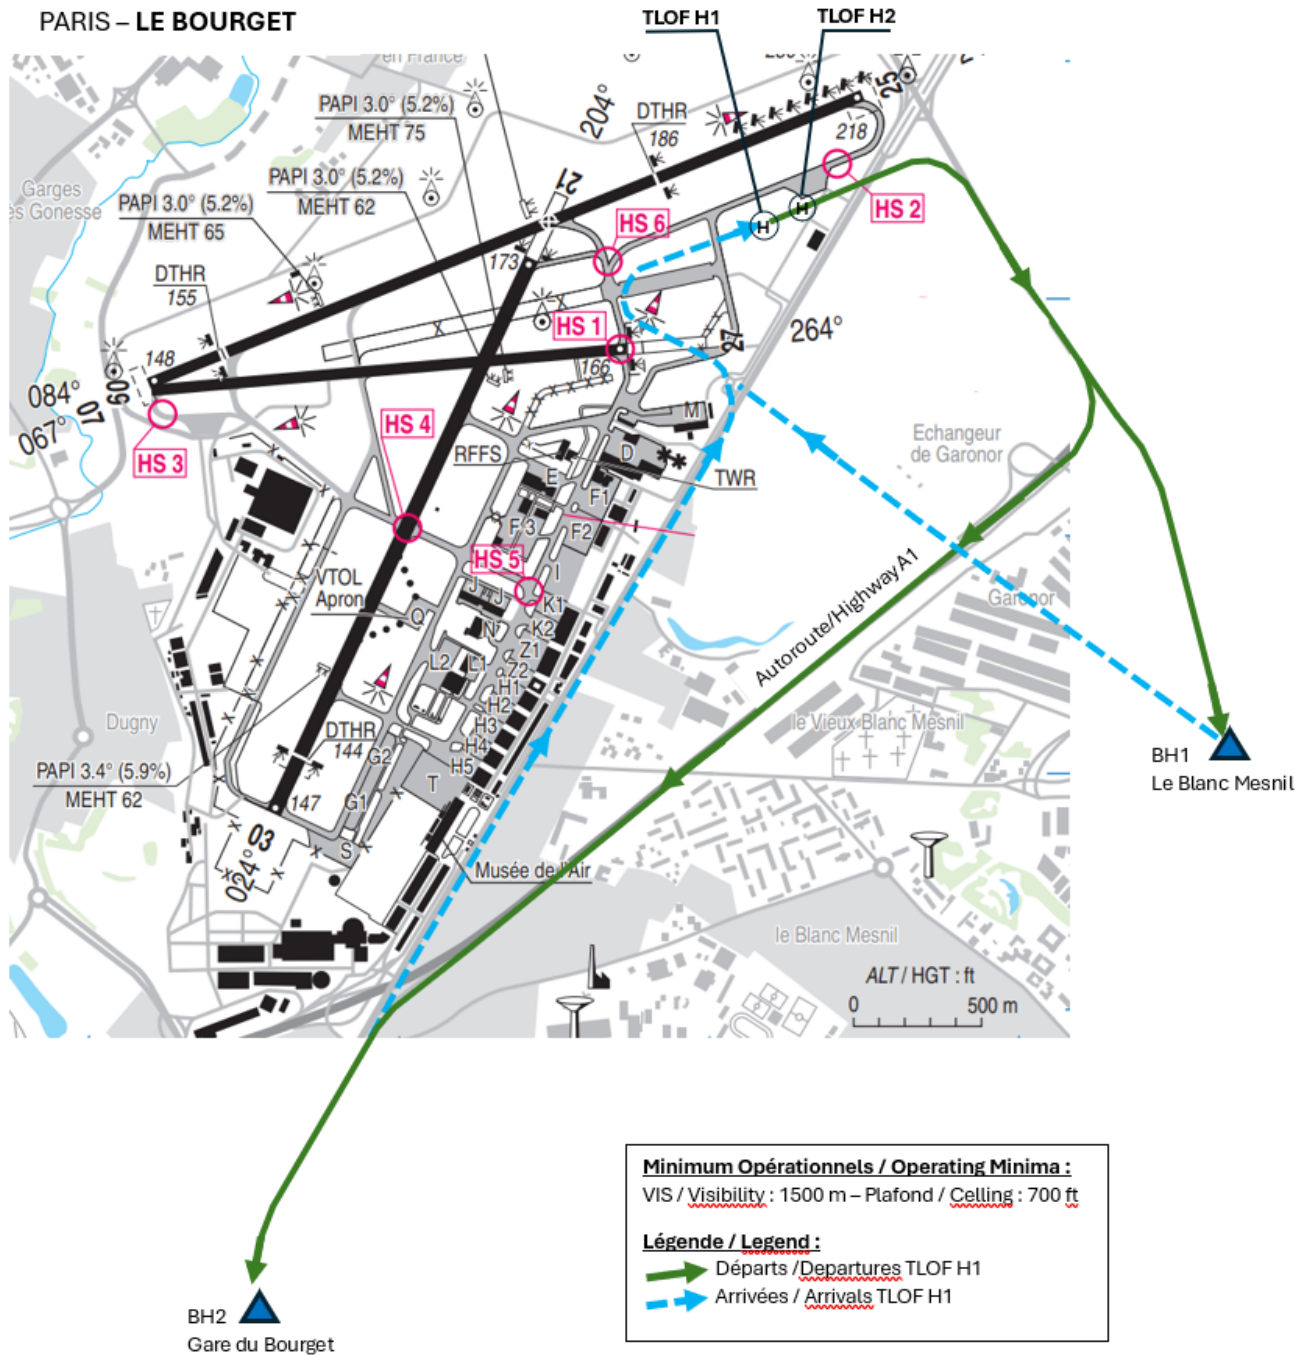 PARIS – LE BOURGET
TLOF H1
TLOF H2
en France
PAPI 3.0° (5.2%)
MEHT 75
204°
DTHR
186
25
218
Garges
ès Gonesse
PAPI 3.0° (5.2%)
MEHT 62
21
PAPI 3.0° (5.2%)
MEHT 65
HS 6
H
H
HS 2
DTHR
155
173
HS 1
27
264°
148
166
084°
09
07
067°
HS 3
HS 4
M
RFFS
D
**
TWR
Echangeur
de Garonor
E
F1
F3
F2
HS 5
I
VTOL
Apron
J
J
K1
Q
N
K2
Garonor
Autoroute/Highway A1
L2
L1
Z1
Z2
H1
H2
Dugny
DTHR
144
H3
H4
le Vieux Blanc Mesnil
PAPI 3.4° (5.9%)
MEHT 62
G2
H5
T
BH1
Le Blanc Mesnil
147
G1
03
024°
S
Musée de l'Air
le Blanc Mesnil
ALT / HGT : ft
0
500 m
Minimum Opérationnels / Operating Minima :
VIS / Visibility : 1500 m – Plafond / Celling : 700 ft
Légende / Legend :
Départs /Departures TLOF H1
Arrivées / Arrivals TLOF H1
BH2
Gare du Bourget